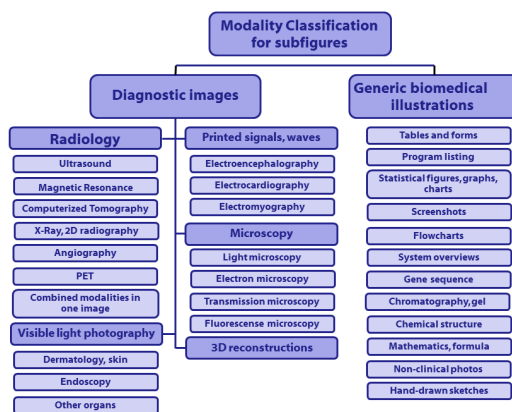 Modality Classification
for subfigures
Diagnostic images
Generic biomedical
illustrations
Radiology
Ultrasound
Magnetic Resonance
Computerized Tomography
X-Ray, 2D radiography
Angiography
PET
Combined modalities in
one image
Visible light photography
Dermatology, skin
Endoscopy
Other organs
Printed signals, waves
Electroencephalography
Electrocardiography
Electromyography
Microscopy
Light microscopy
Electron microscopy
Transmission microscopy
Fluorescense microscopy
3D reconstructions
Tables and forms
Program listing
Statistical figures, graphs,
charts
Screenshots
Flowcharts
System overviews
Gene sequence
Chromatography, gel
Chemical structure
Mathematics, formula
Non-clinical photos
Hand-drawn sketches